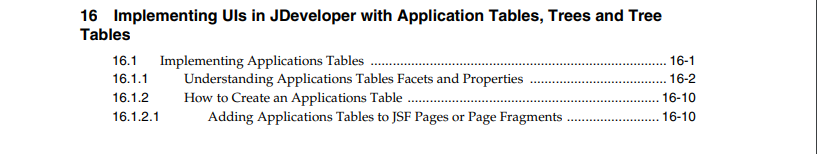 16 Implementing UIs in JDeveloper with Application Tables, Trees and Tree
Tables
16.1 Implementing Applications Tables ................................................................................ 16-1
16.1.1 Understanding Applications Tables Facets and Properties ..................................... 16-2
16.1.2 How to Create an Applications Table .................................................................... 16-10
16.1.2.1 Adding Applications Tables to JSF Pages or Page Fragments ......................... 16-10